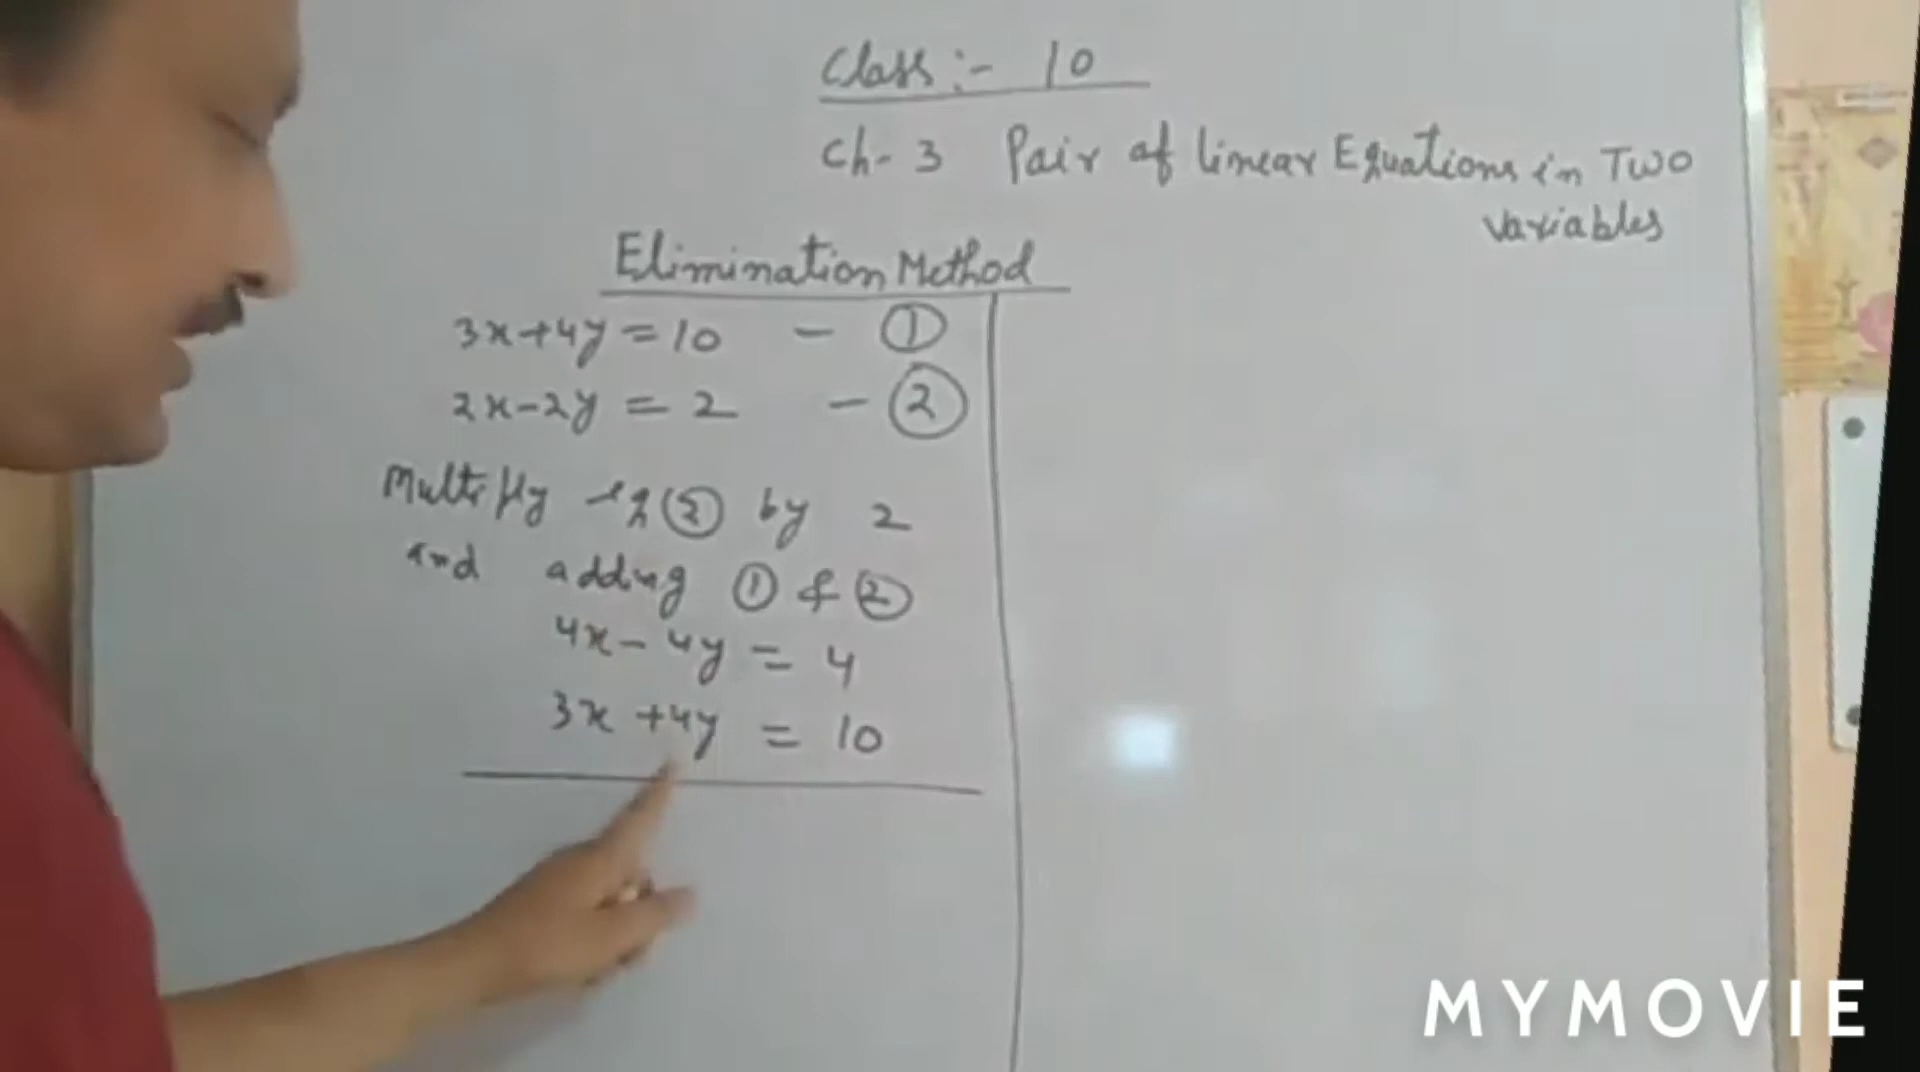 Class:- 10
Ch- 3 Pair of linear Equations in Two
variables
Elimination Method
3x+4y=10 - ①
2x-2y = 2 - ②
Multiply eq ② by 2
and adding ① & ②
4x - 4y = 4
3x +4y = 10
MYMOVIE